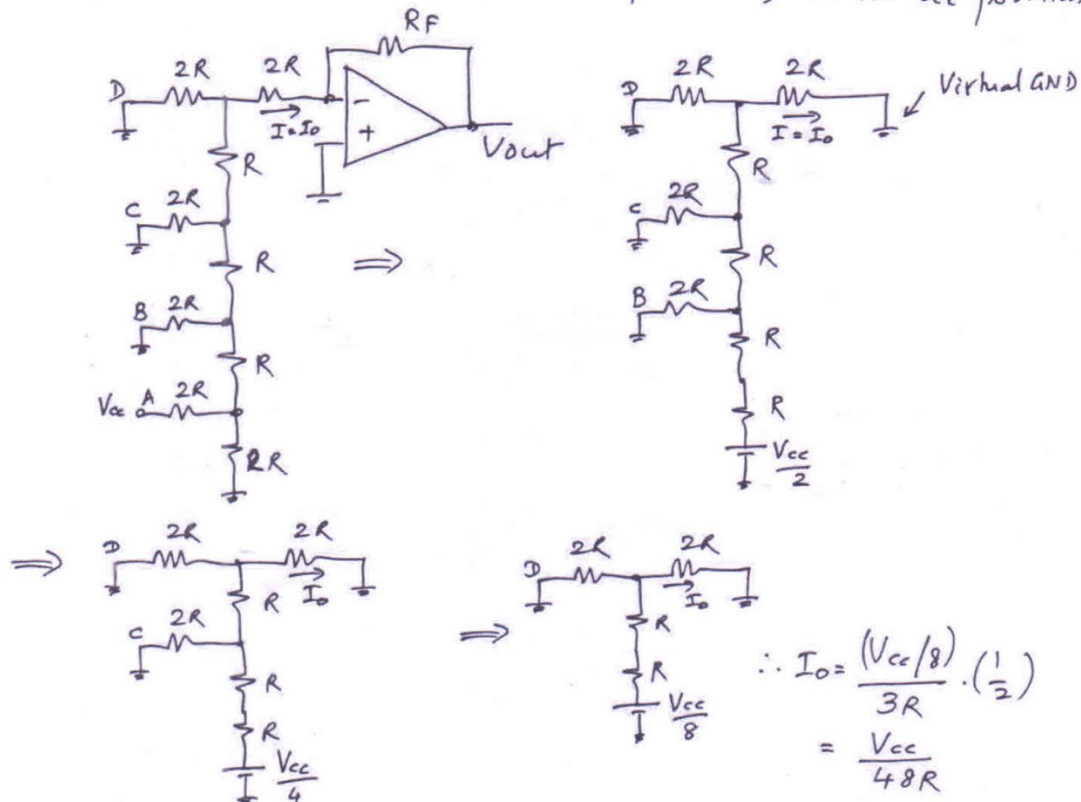 RF
2R 2R
D
I=I₀
-
+
Vout
R
2R
C
R
B 2R
R
Vcc A 2R
2R
⇒
2R 2R
D
Virtual GND
I=I₀
R
2R
C
R
B 2R
R
R
Vcc/2
⇒
2R 2R
D
I₀
R
2R
C
R
R
Vcc/4
⇒
2R 2R
D
I₀
R
R
Vcc/8
∴ I₀ = (Vcc/8)/3R · (1/2)
= Vcc/48R